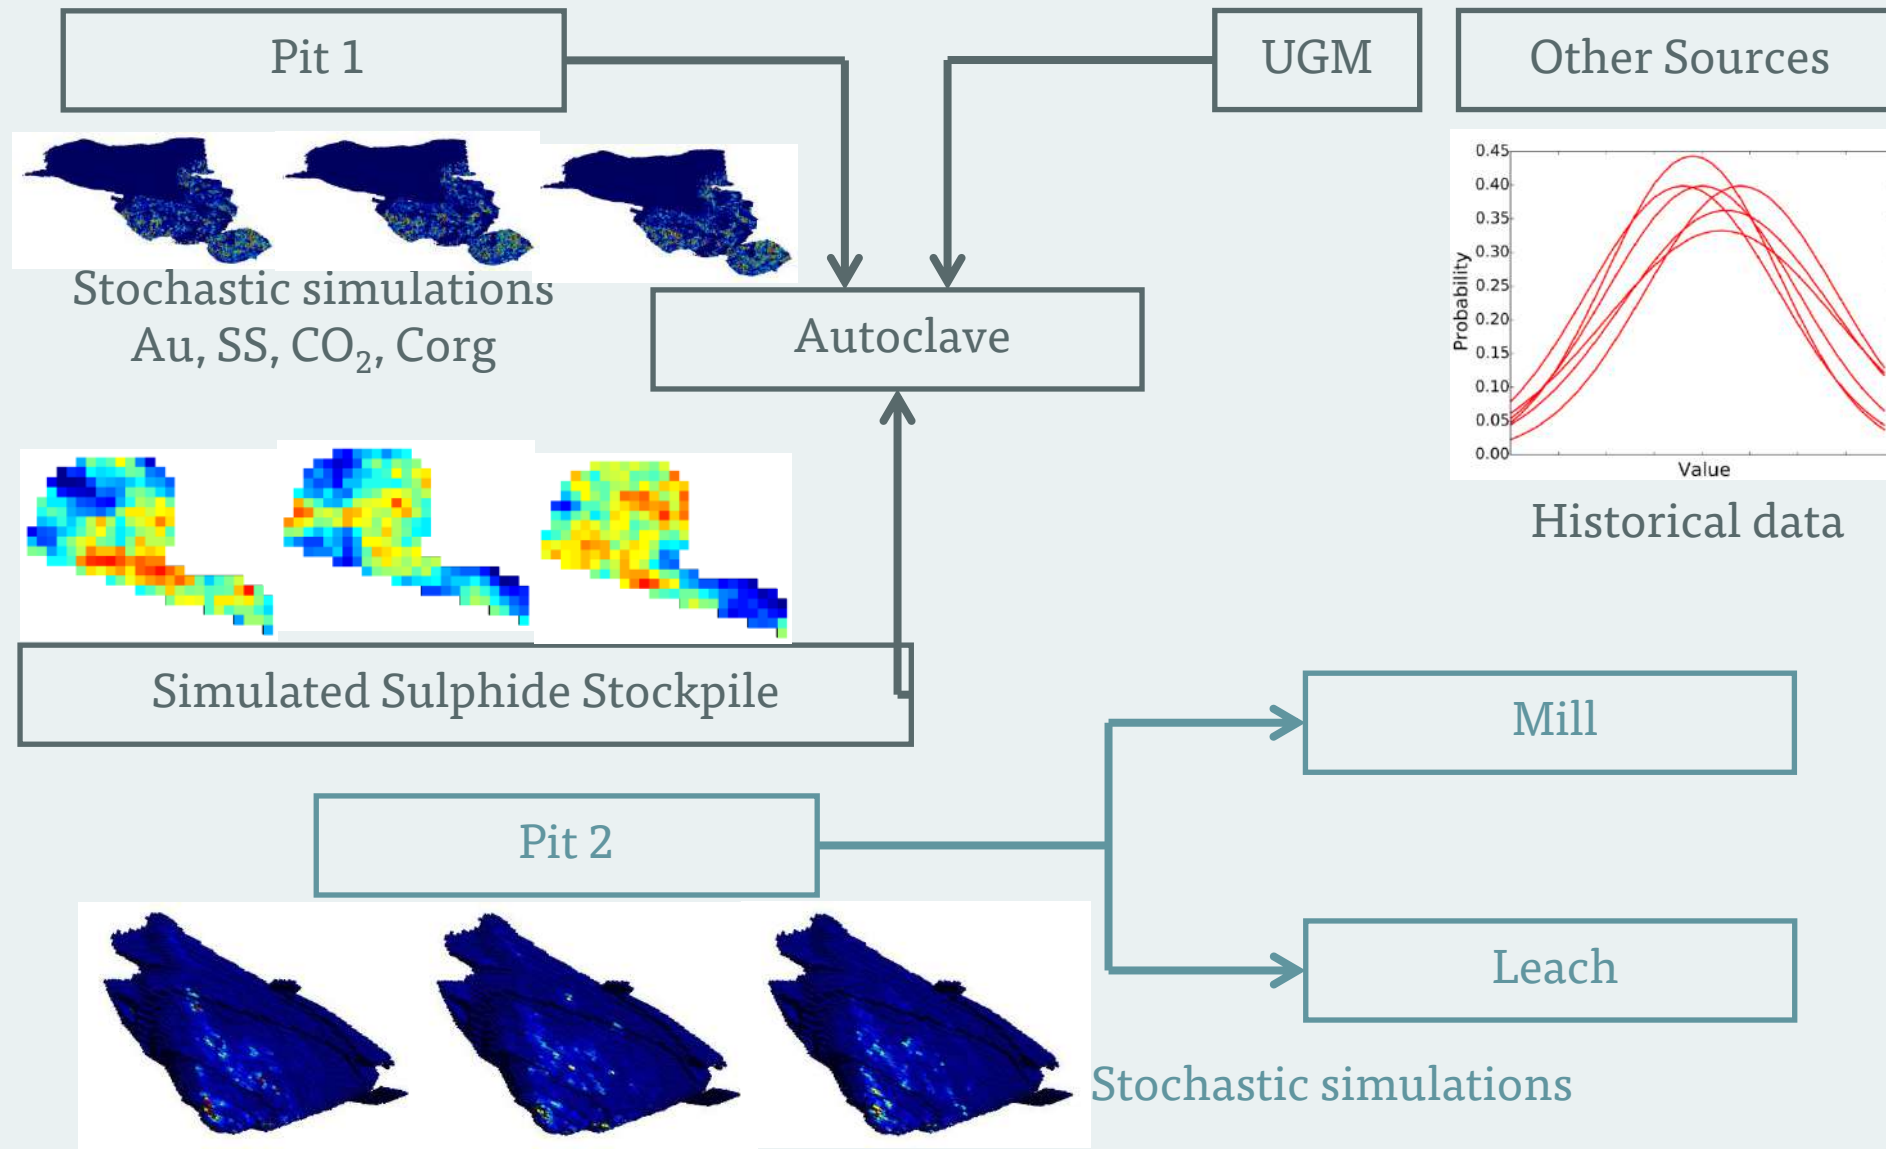 Pit 1
UGM
Other Sources
Stochastic simulations
Au, SS, CO₂, Corg
Autoclave
0.45
0.40
0.35
0.30
0.25
0.20
0.15
0.10
0.05
0.00
Probability
Value
Historical data
Simulated Sulphide Stockpile
Mill
Pit 2
Leach
Stochastic simulations